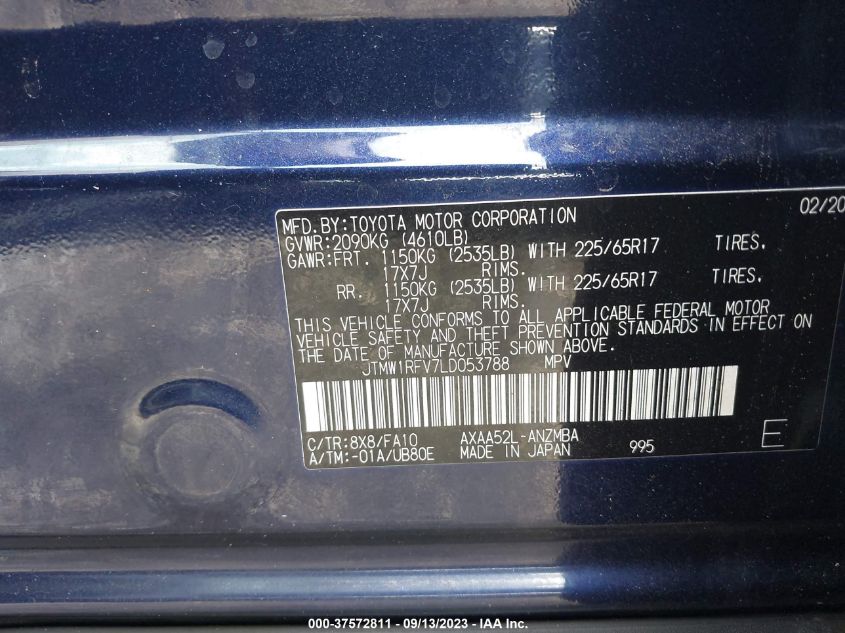 MFD.BY:TOYOTA MOTOR CORPORATION 02/20
GVWR:2090KG (4610LB)
GAWR:FRT. 1150KG (2535LB) WITH 225/65R17 TIRES.
17X7J RIMS.
RR. 1150KG (2535LB) WITH 225/65R17 TIRES.
17X7J RIMS.
THIS VEHICLE CONFORMS TO ALL APPLICABLE FEDERAL MOTOR
VEHICLE SAFETY AND THEFT PREVENTION STANDARDS IN EFFECT ON
THE DATE OF MANUFACTURE SHOWN ABOVE.
JTMW1RFV7LD053788 MPV
C/TR:8X8/FA10 AXAA52L-ANZMBA
A/TM:-01A/UB80E MADE IN JAPAN 995 E
000-37572811 - 09/13/2023 - IAA Inc.